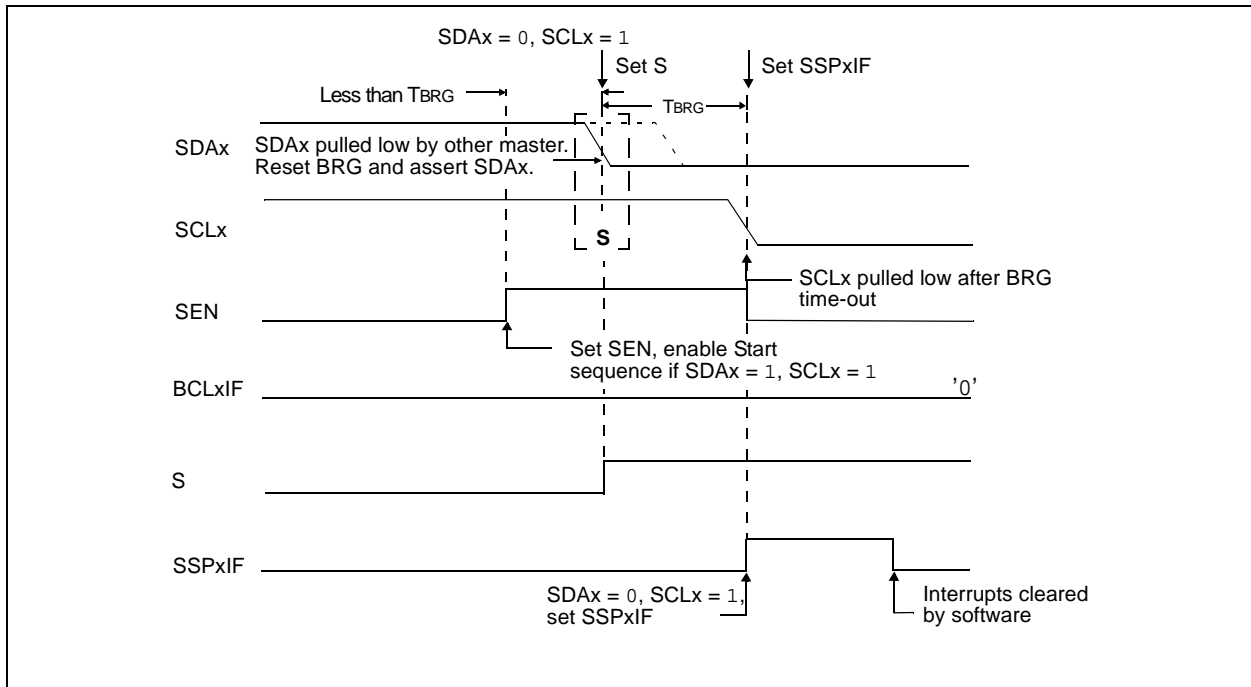 SDAx = 0, SCLx = 1
Set S
Set SSPxIF
Less than TBRG
TBRG
SDAx
SDAx pulled low by other master.
Reset BRG and assert SDAx.
SCLx
S
SCLx pulled low after BRG
time-out
SEN
Set SEN, enable Start
sequence if SDAx = 1, SCLx = 1
BCLxIF
'0'
S
SSPxIF
SDAx = 0, SCLx = 1,
set SSPxIF
Interrupts cleared
by software